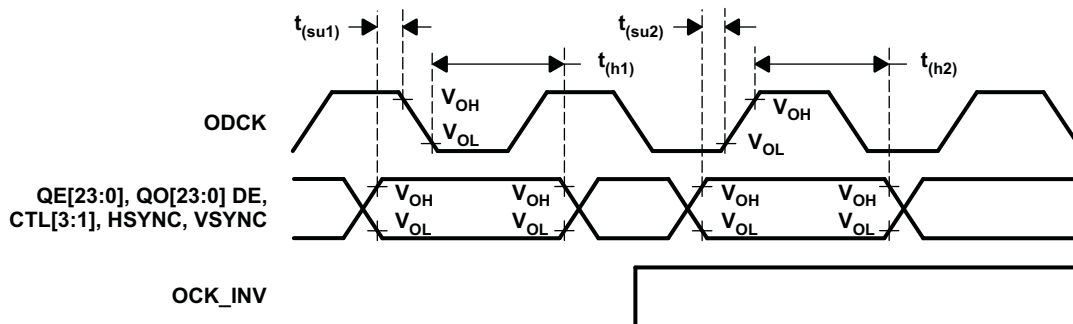 t(su1)
t(su2)
t(h1)
t(h2)
ODCK
VOH
VOL
VOH
VOL
QE[23:0], QO[23:0] DE,
CTL[3:1], HSYNC, VSYNC
VOH
VOH
VOH
VOH
VOL
VOL
VOL
VOL
OCK_INV